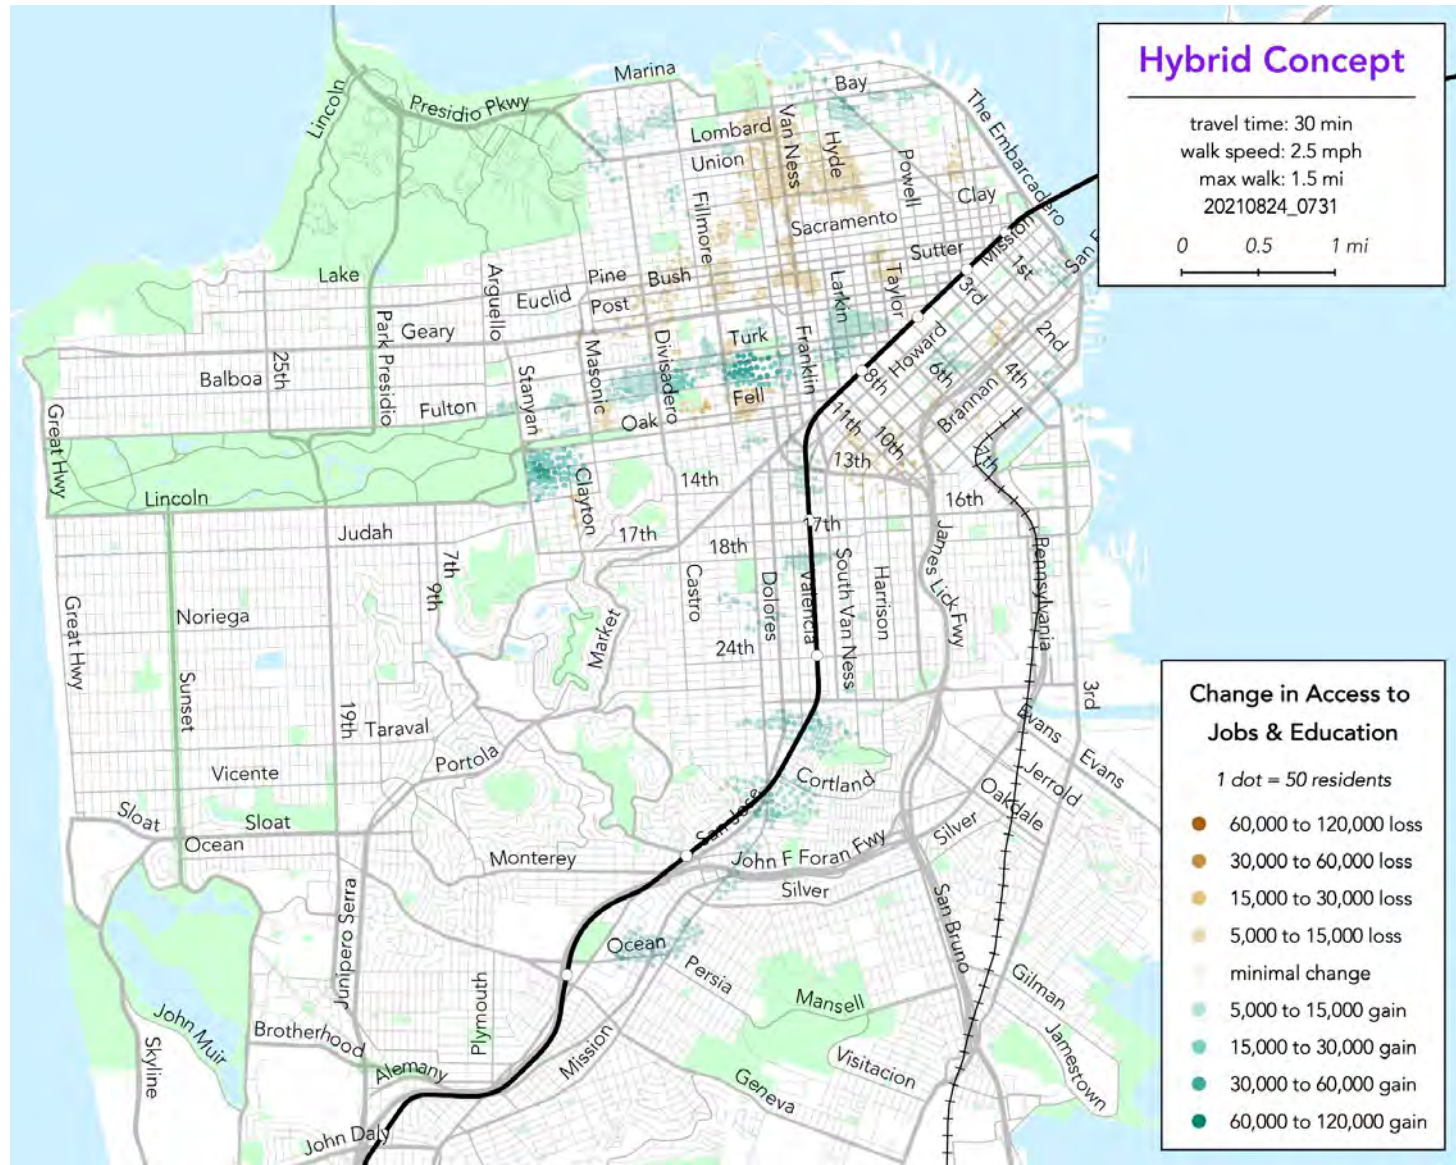 Hybrid Concept
travel time: 30 min
walk speed: 2.5 mph
max walk: 1.5 mi
20210824_0731
0 0.5 1 mi
Marina
Bay
Presidio Pkwy
Lincoln
The Embarcadero
Lombard
Van Ness
Hyde
Union
Powell
Clay
Fillmore
Sacramento
Sutter
Mission
1st
San F
Lake
Arguello
Euclid
Pine
Bush
Post
Larkin
Taylor
3rd
Geary
Park Presidio
25th
Balboa
Stanyan
Masonic
Divisadero
Turk
Franklin
Howard
2nd
8th
6th
4th
Fulton
Oak
Fell
Brannan
11th
10th
Great Hwy
13th
7th
Clayton
14th
Lincoln
16th
Judah
17th
17th
18th
7th
9th
James Lick Fwy
Pennsylvania
Great Hwy
Noriega
Castro
Dolores
Valencia
South Van Ness
Harrison
Market
24th
Sunset
19th
Taraval
3rd
Evans
Portola
Vicente
Cortland
Jerrold
Evans
Oakdale
Sloat
Sloat
San Jose
Silver
Ocean
Monterey
John F Foran Fwy
Silver
Junipero Serra
San Bruno
Ocean
Persia
Gilman
Plymouth
Mansell
John Muir
Brotherhood
Skyline
Mission
Jamestown
Visitacion
Alemany
Geneva
John Daly
Change in Access to
Jobs & Education
1 dot = 50 residents
60,000 to 120,000 loss
30,000 to 60,000 loss
15,000 to 30,000 loss
5,000 to 15,000 loss
minimal change
5,000 to 15,000 gain
15,000 to 30,000 gain
30,000 to 60,000 gain
60,000 to 120,000 gain